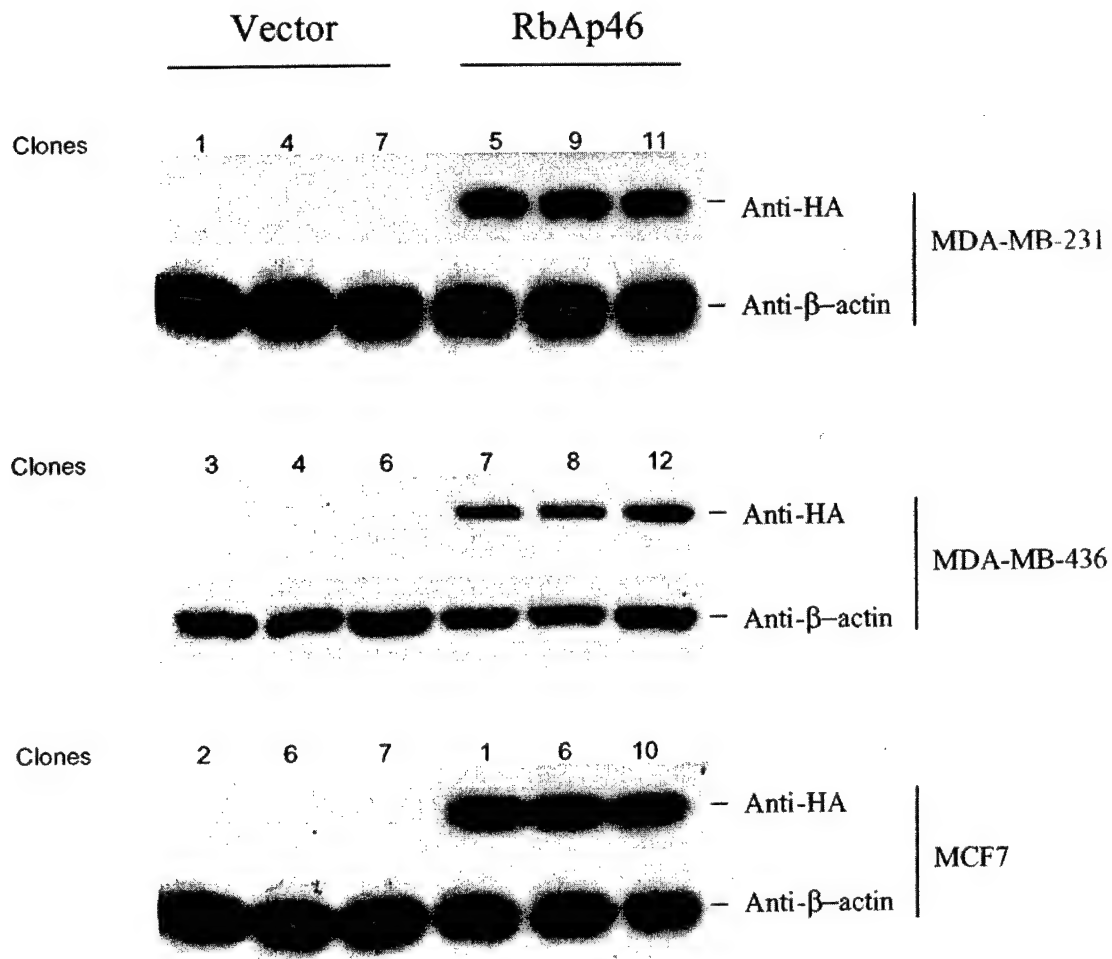 Vector RbAp46
Clones 1 4 7 5 9 11
– Anti-HA
MDA-MB-231
– Anti-β–actin
Clones 3 4 6 7 8 12
– Anti-HA
MDA-MB-436
– Anti-β–actin
Clones 2 6 7 1 6 10
– Anti-HA
MCF7
– Anti-β–actin